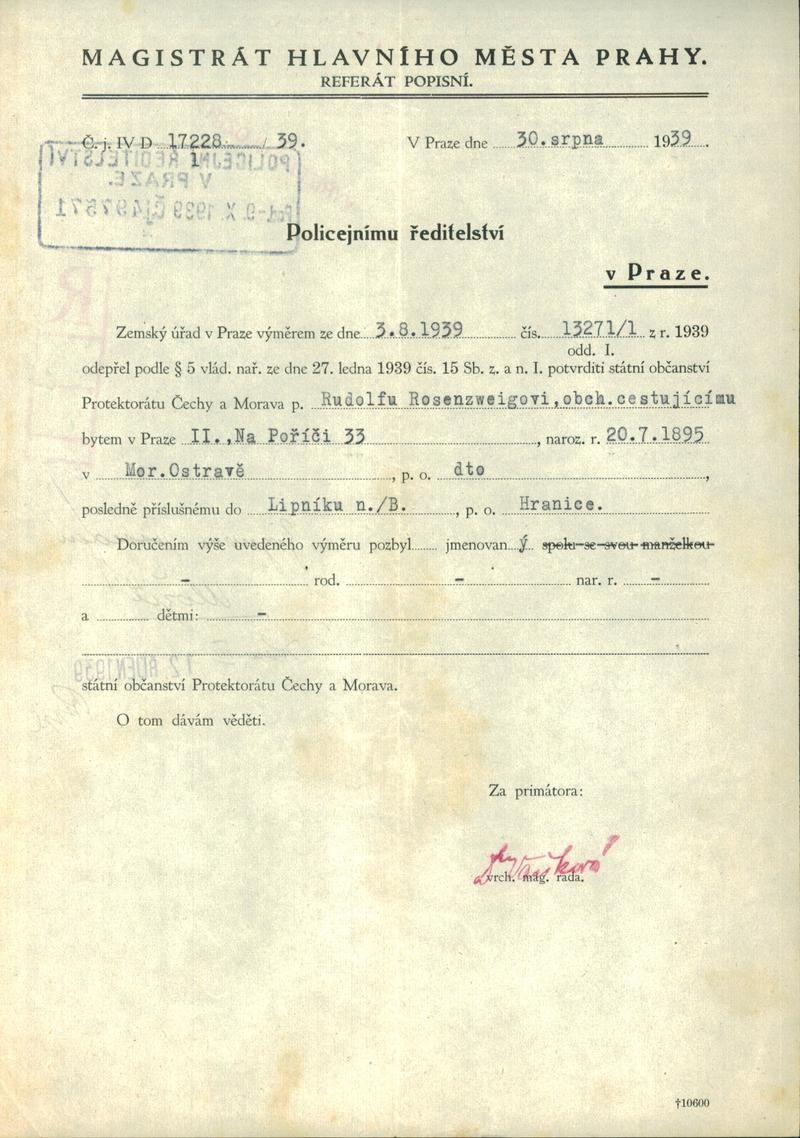 MAGISTRÁT HLAVNÍHO MĚSTA PRAHY.
REFERÁT POPISNÍ.
Č. j. IV D 17228 / 39.
V Praze dne 30. srpna 1939.
1
POLICEJNÍ ŘEDITELSTVÍ
V PRAZE.
Policejnímu ředitelství
v Praze.
Zemský úřad v Praze výměrem ze dne 3.8.1939 čís. 13271/1 z r. 1939
odd. I.
odepřel podle § 5 vlád. nař. ze dne 27. ledna 1939 čís. 15 Sb. z. a n. I. potvrditi státní občanství
Protektorátu Čechy a Morava p. Rudolfu Rosenzweigovi,obch.cestujícímu
bytem v Praze II.,Na Poříči 33, naroz. r. 20.7.1895
v Mor.Ostravě, p. o. dto,
posledně příslušnému do Lipníku n./B., p. o. Hranice.
Doručením výše uvedeného výměru pozbyl jmenovaný spolu se svou manželkou
- rod. - nar. r. -
a dětmi: -
státní občanství Protektorátu Čechy a Morava.
O tom dávám věděti.
Za primátora:
vrch. mag. rada.
†10600